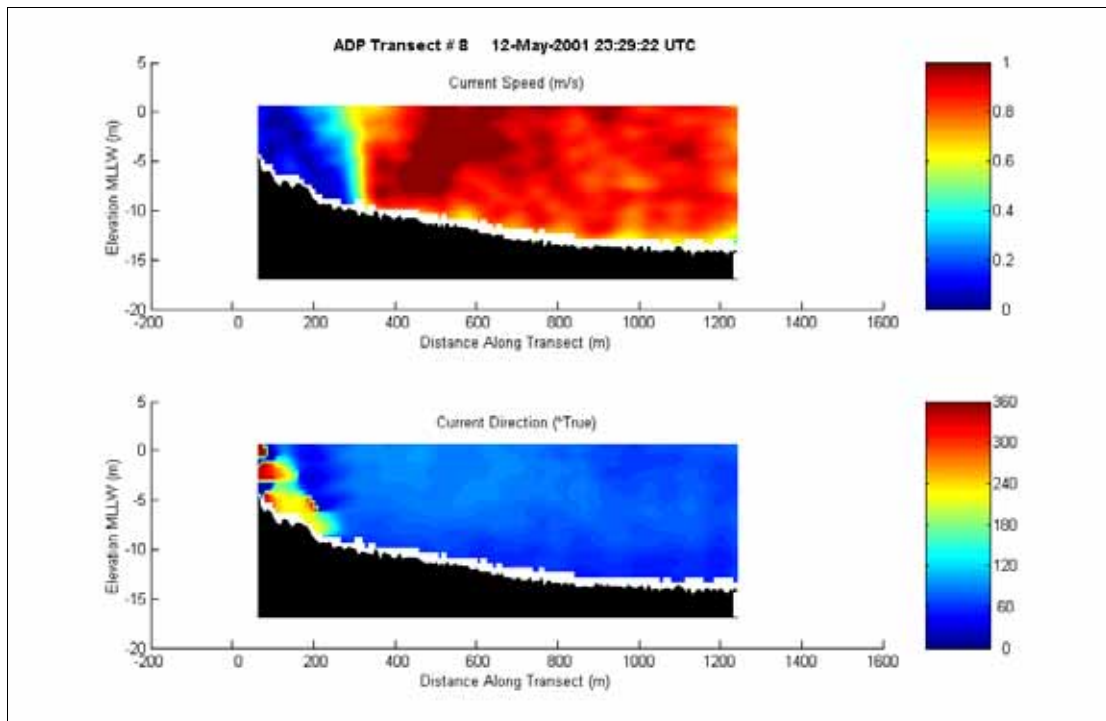 ADP Transect # 8 12-May-2001 23:29:22 UTC
Current Speed (m/s)
Elevation MLLW (m)
5
0
-5
-10
-15
-20
-200 0 200 400 600 800 1000 1200 1400 1600
Distance Along Transect (m)
1
0.8
0.6
0.4
0.2
0
Current Direction (°True)
Elevation MLLW (m)
5
0
-5
-10
-15
-20
-200 0 200 400 600 800 1000 1200 1400 1600
Distance Along Transect (m)
360
300
240
180
120
60
0